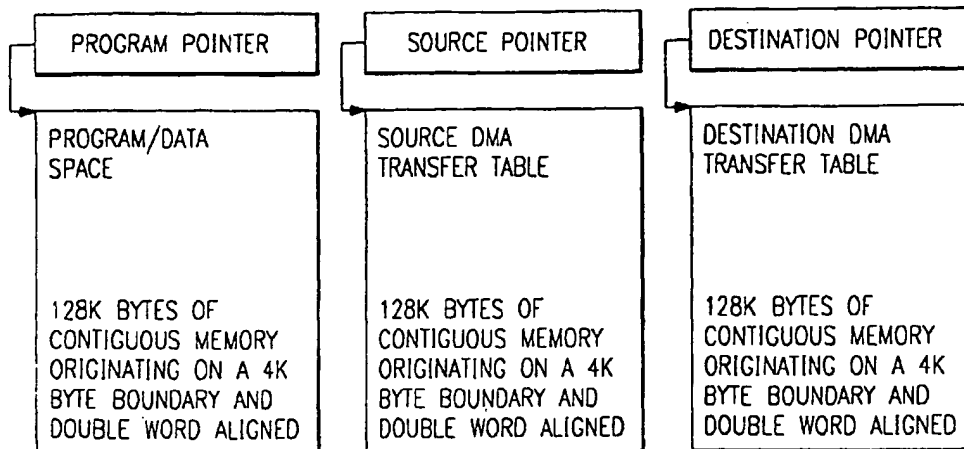 PROGRAM POINTER
SOURCE POINTER
DESTINATION POINTER
PROGRAM/DATA
SPACE
128K BYTES OF
CONTIGUOUS MEMORY
ORIGINATING ON A 4K
BYTE BOUNDARY AND
DOUBLE WORD ALIGNED
SOURCE DMA
TRANSFER TABLE
128K BYTES OF
CONTIGUOUS MEMORY
ORIGINATING ON A 4K
BYTE BOUNDARY AND
DOUBLE WORD ALIGNED
DESTINATION DMA
TRANSFER TABLE
128K BYTES OF
CONTIGUOUS MEMORY
ORIGINATING ON A 4K
BYTE BOUNDARY AND
DOUBLE WORD ALIGNED